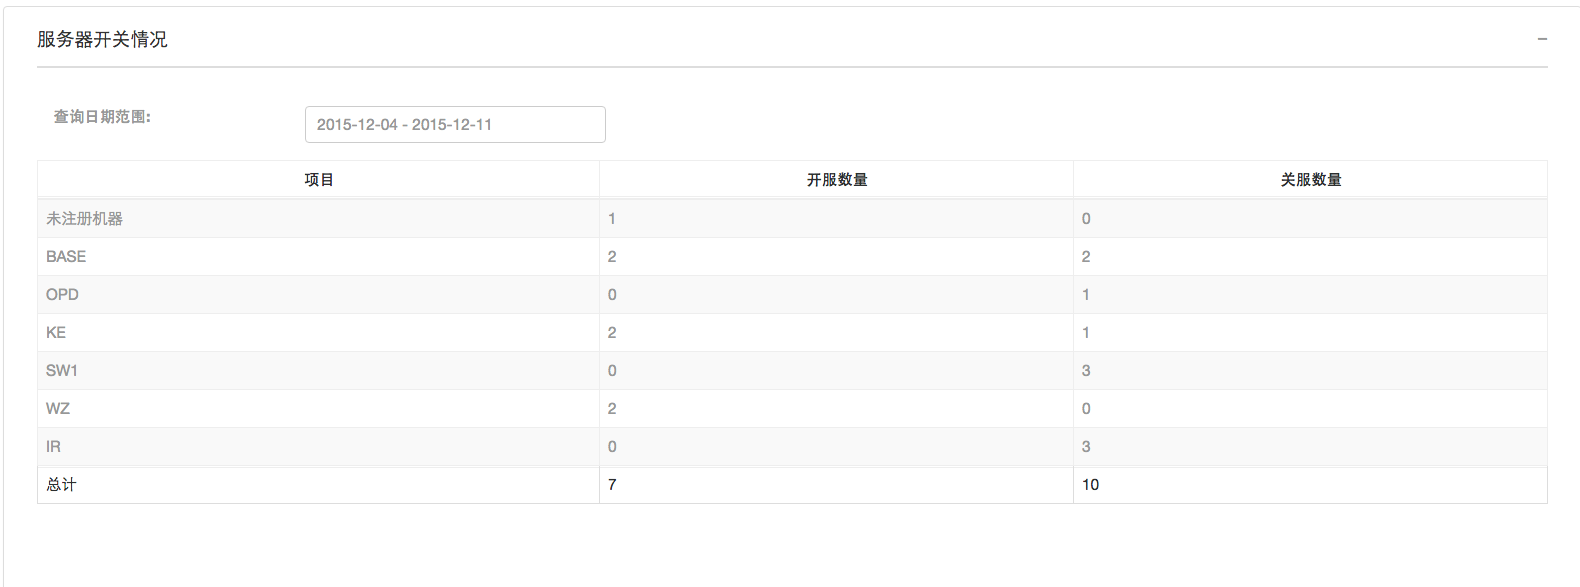 服务器开关情况
查询日期范围:
2015-12-04 - 2015-12-11
项目 开服数量 关服数量
未注册机器 1 0
BASE 2 2
OPD 0 1
KE 2 1
SW1 0 3
WZ 2 0
IR 0 3
总计 7 10